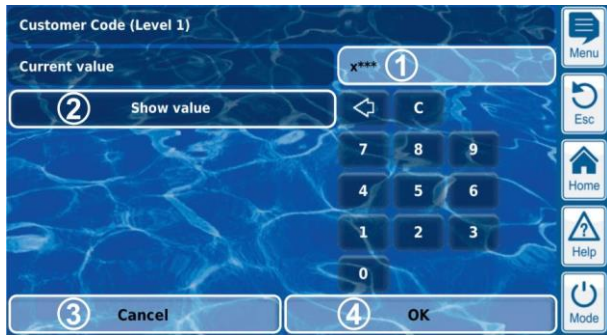 Customer Code (Level 1)
Current value
x*** 1
2 Show value
C
7 8 9
4 5 6
1 2 3
0
3 Cancel
4 OK
Menu
Esc
Home
?
Help
Mode